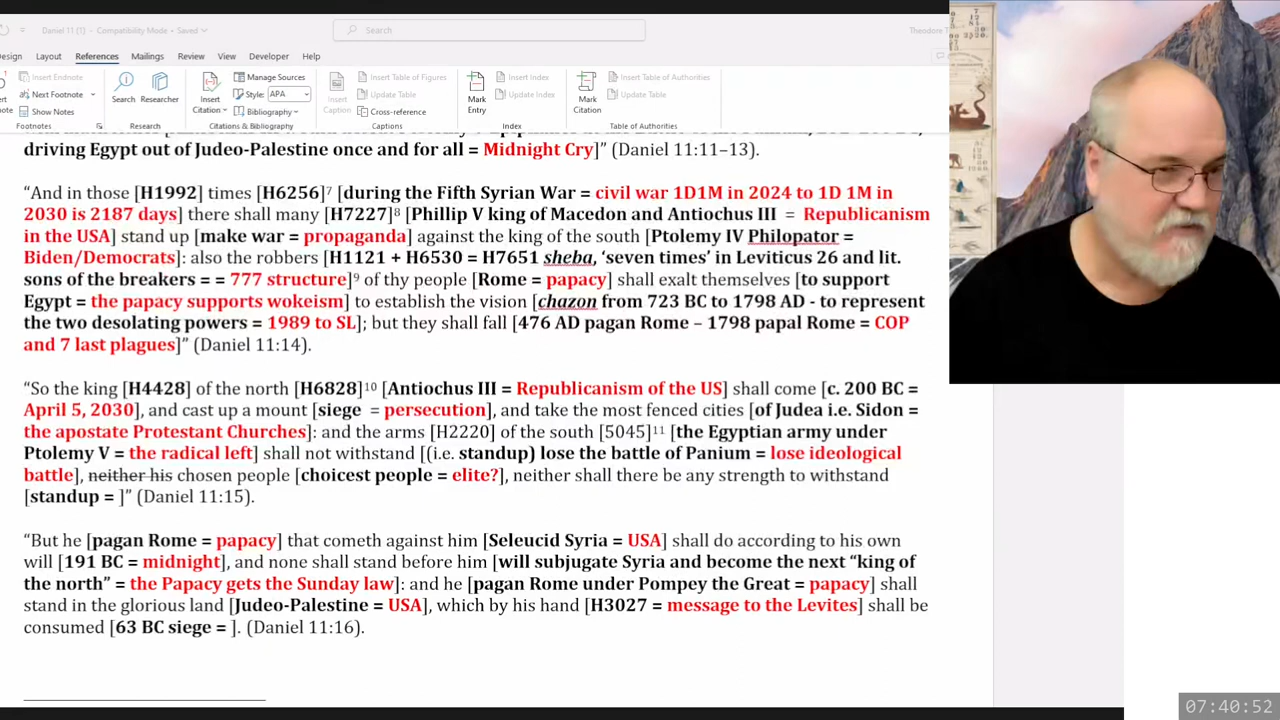 Daniel 11 (1) - Compatibility Mode • Saved
Search
Theodore T
Design Layout References Mailings Review View Developer Help
Insert Endnote
Next Footnote
Show Notes
Footnotes
Search
Researcher
Research
Insert Citation
Manage Sources
Style: APA
Bibliography
Citations & Bibliography
Insert Caption
Insert Table of Figures
Update Table
Cross-reference
Captions
Mark Entry
Insert Index
Update Index
Index
Mark Citation
Insert Table of Authorities
Update Table
Table of Authorities
driving Egypt out of Judeo-Palestine once and for all = Midnight Cry]” (Daniel 11:11–13).
“And in those [H1992] times [H6256]7 [during the Fifth Syrian War = civil war 1D1M in 2024 to 1D 1M in
2030 is 2187 days] there shall many [H7227]8 [Phillip V king of Macedon and Antiochus III = Republicanism
in the USA] stand up [make war = propaganda] against the king of the south [Ptolemy IV Philopator =
Biden/Democrats]: also the robbers [H1121 + H6530 = H7651 sheba, ‘seven times’ in Leviticus 26 and lit.
sons of the breakers = = 777 structure]9 of thy people [Rome = papacy] shall exalt themselves [to support
Egypt = the papacy supports wokeism] to establish the vision [chazon from 723 BC to 1798 AD - to represent
the two desolating powers = 1989 to SL]; but they shall fall [476 AD pagan Rome – 1798 papal Rome = COP
and 7 last plagues]” (Daniel 11:14).
“So the king [H4428] of the north [H6828]10 [Antiochus III = Republicanism of the US] shall come [c. 200 BC =
April 5, 2030], and cast up a mount [siege = persecution], and take the most fenced cities [of Judea i.e. Sidon =
the apostate Protestant Churches]: and the arms [H2220] of the south [5045]11 [the Egyptian army under
Ptolemy V = the radical left] shall not withstand [(i.e. standup) lose the battle of Panium = lose ideological
battle], neither his chosen people [choicest people = elite?], neither shall there be any strength to withstand
[standup = ]” (Daniel 11:15).
“But he [pagan Rome = papacy] that cometh against him [Seleucid Syria = USA] shall do according to his own
will [191 BC = midnight], and none shall stand before him [will subjugate Syria and become the next “king of
the north” = the Papacy gets the Sunday law]: and he [pagan Rome under Pompey the Great = papacy] shall
stand in the glorious land [Judeo-Palestine = USA], which by his hand [H3027 = message to the Levites] shall be
consumed [63 BC siege = ]. (Daniel 11:16).
07:40:52